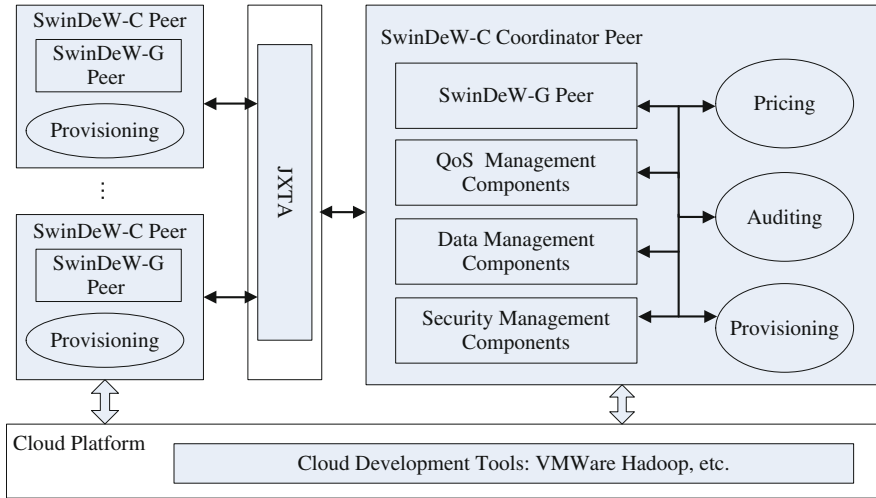 SwinDeW-C Peer
SwinDeW-G
Peer
Provisioning
⋮
SwinDeW-C Peer
SwinDeW-G
Peer
Provisioning
JXTA
SwinDeW-C Coordinator Peer
SwinDeW-G Peer
QoS Management
Components
Data Management
Components
Security Management
Components
Pricing
Auditing
Provisioning
Cloud Platform
Cloud Development Tools: VMWare Hadoop, etc.